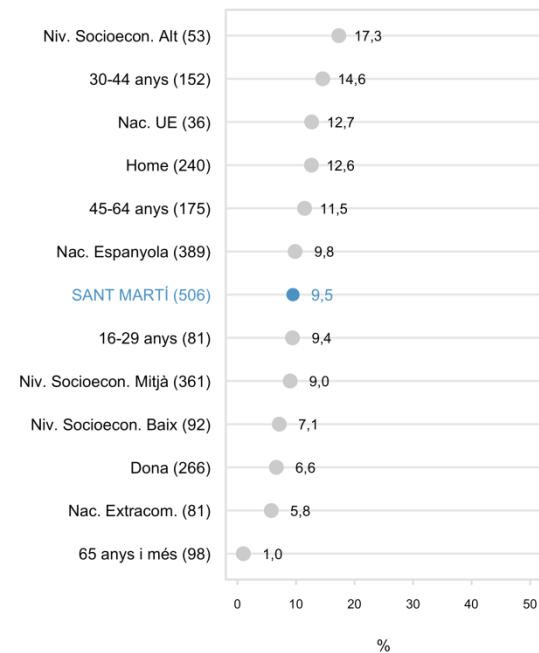 Niv. Socioecon. Alt (53) 17,3
30-44 anys (152) 14,6
Nac. UE (36) 12,7
Home (240) 12,6
45-64 anys (175) 11,5
Nac. Espanyola (389) 9,8
SANT MARTÍ (506) 9,5
16-29 anys (81) 9,4
Niv. Socioecon. Mitjà (361) 9,0
Niv. Socioecon. Baix (92) 7,1
Dona (266) 6,6
Nac. Extracom. (81) 5,8
65 anys i més (98) 1,0
0 10 20 30 40 50
%